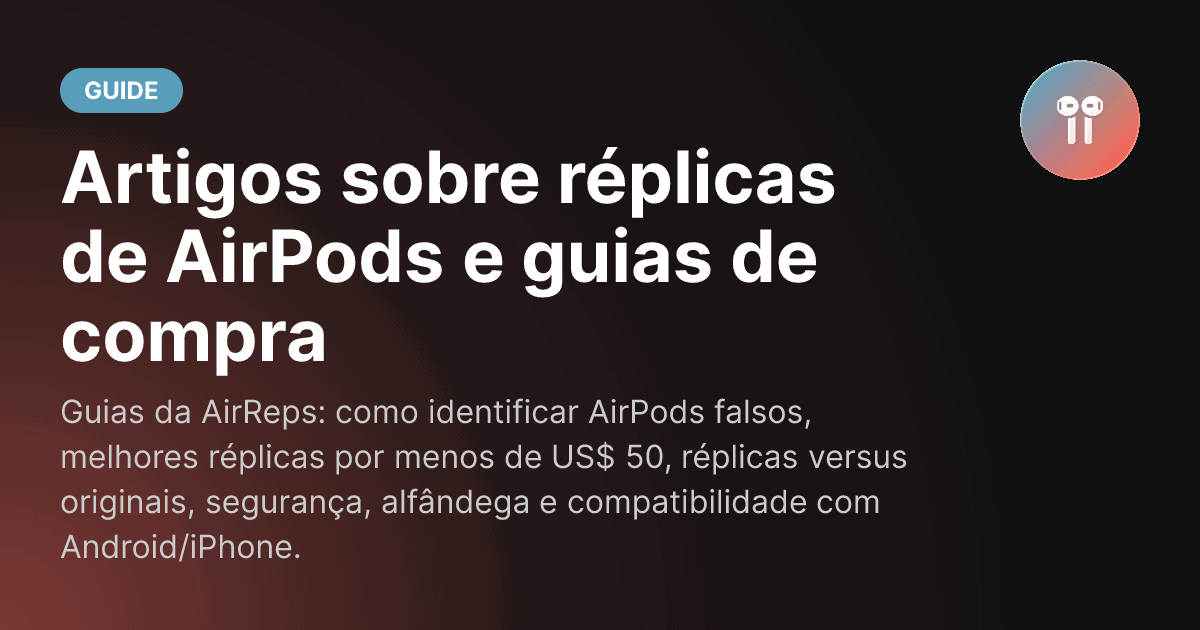 GUIDE
Artigos sobre réplicas
de AirPods e guias de
compra
Guias da AirReps: como identificar AirPods falsos,
melhores réplicas por menos de US$ 50, réplicas versus
originais, segurança, alfândega e compatibilidade com
Android/iPhone.